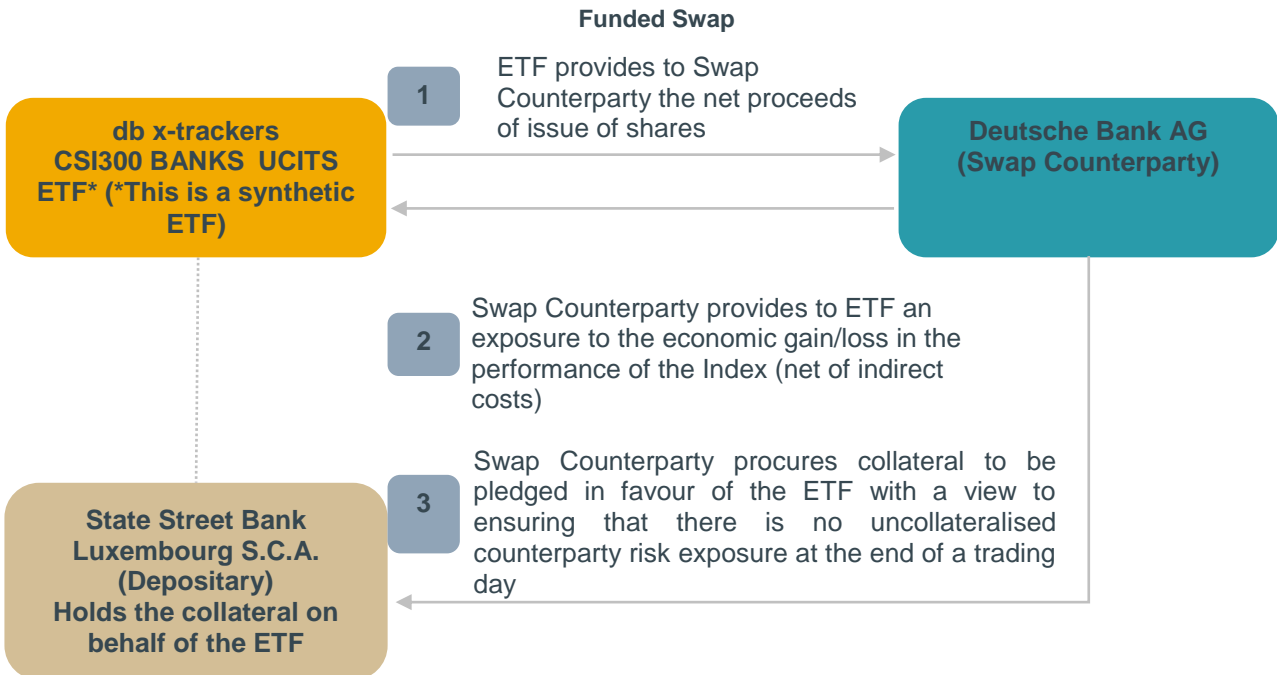 Funded Swap
1
ETF provides to Swap
Counterparty the net proceeds
of issue of shares
db x-trackers
CSI300 BANKS UCITS
ETF* (*This is a synthetic
ETF)
Deutsche Bank AG
(Swap Counterparty)
2
Swap Counterparty provides to ETF an
exposure to the economic gain/loss in the
performance of the Index (net of indirect
costs)
3
Swap Counterparty procures collateral to be
pledged in favour of the ETF with a view to
ensuring that there is no uncollateralised
counterparty risk exposure at the end of a trading
day
State Street Bank
Luxembourg S.C.A.
(Depositary)
Holds the collateral on
behalf of the ETF